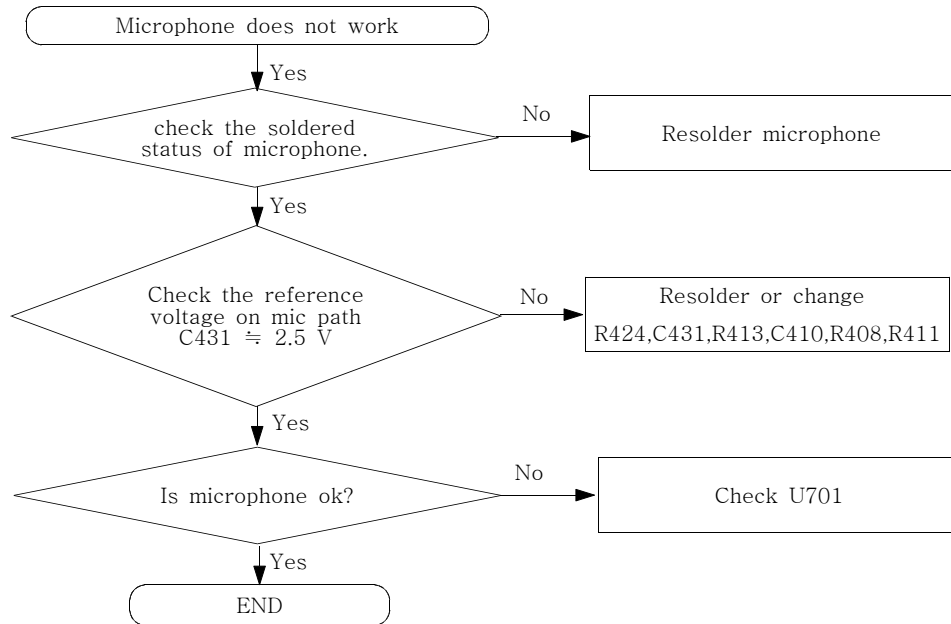 Microphone does not work
Yes
check the soldered
status of microphone.
No
Resolder microphone
Yes
Check the reference
voltage on mic path
C431 ≒ 2.5 V
No
Resolder or change
R424,C431,R413,C410,R408,R411
Yes
Is microphone ok?
No
Check U701
Yes
END